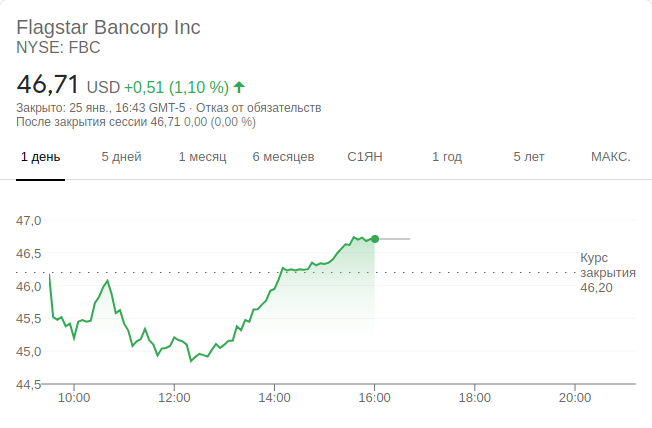 Flagstar Bancorp Inc
NYSE: FBC
46,71 USD +0,51 (1,10 %)
Закрыто: 25 янв., 16:43 GMT-5 · Отказ от обязательств
После закрытия сессии 46,71 0,00 (0,00 %)
1 день 5 дней 1 месяц 6 месяцев С1ЯН 1 год 5 лет МАКС.
47,0
46,5
46,0
45,5
45,0
44,5
Курс
закрытия
46,20
10:00 12:00 14:00 16:00 18:00 20:00